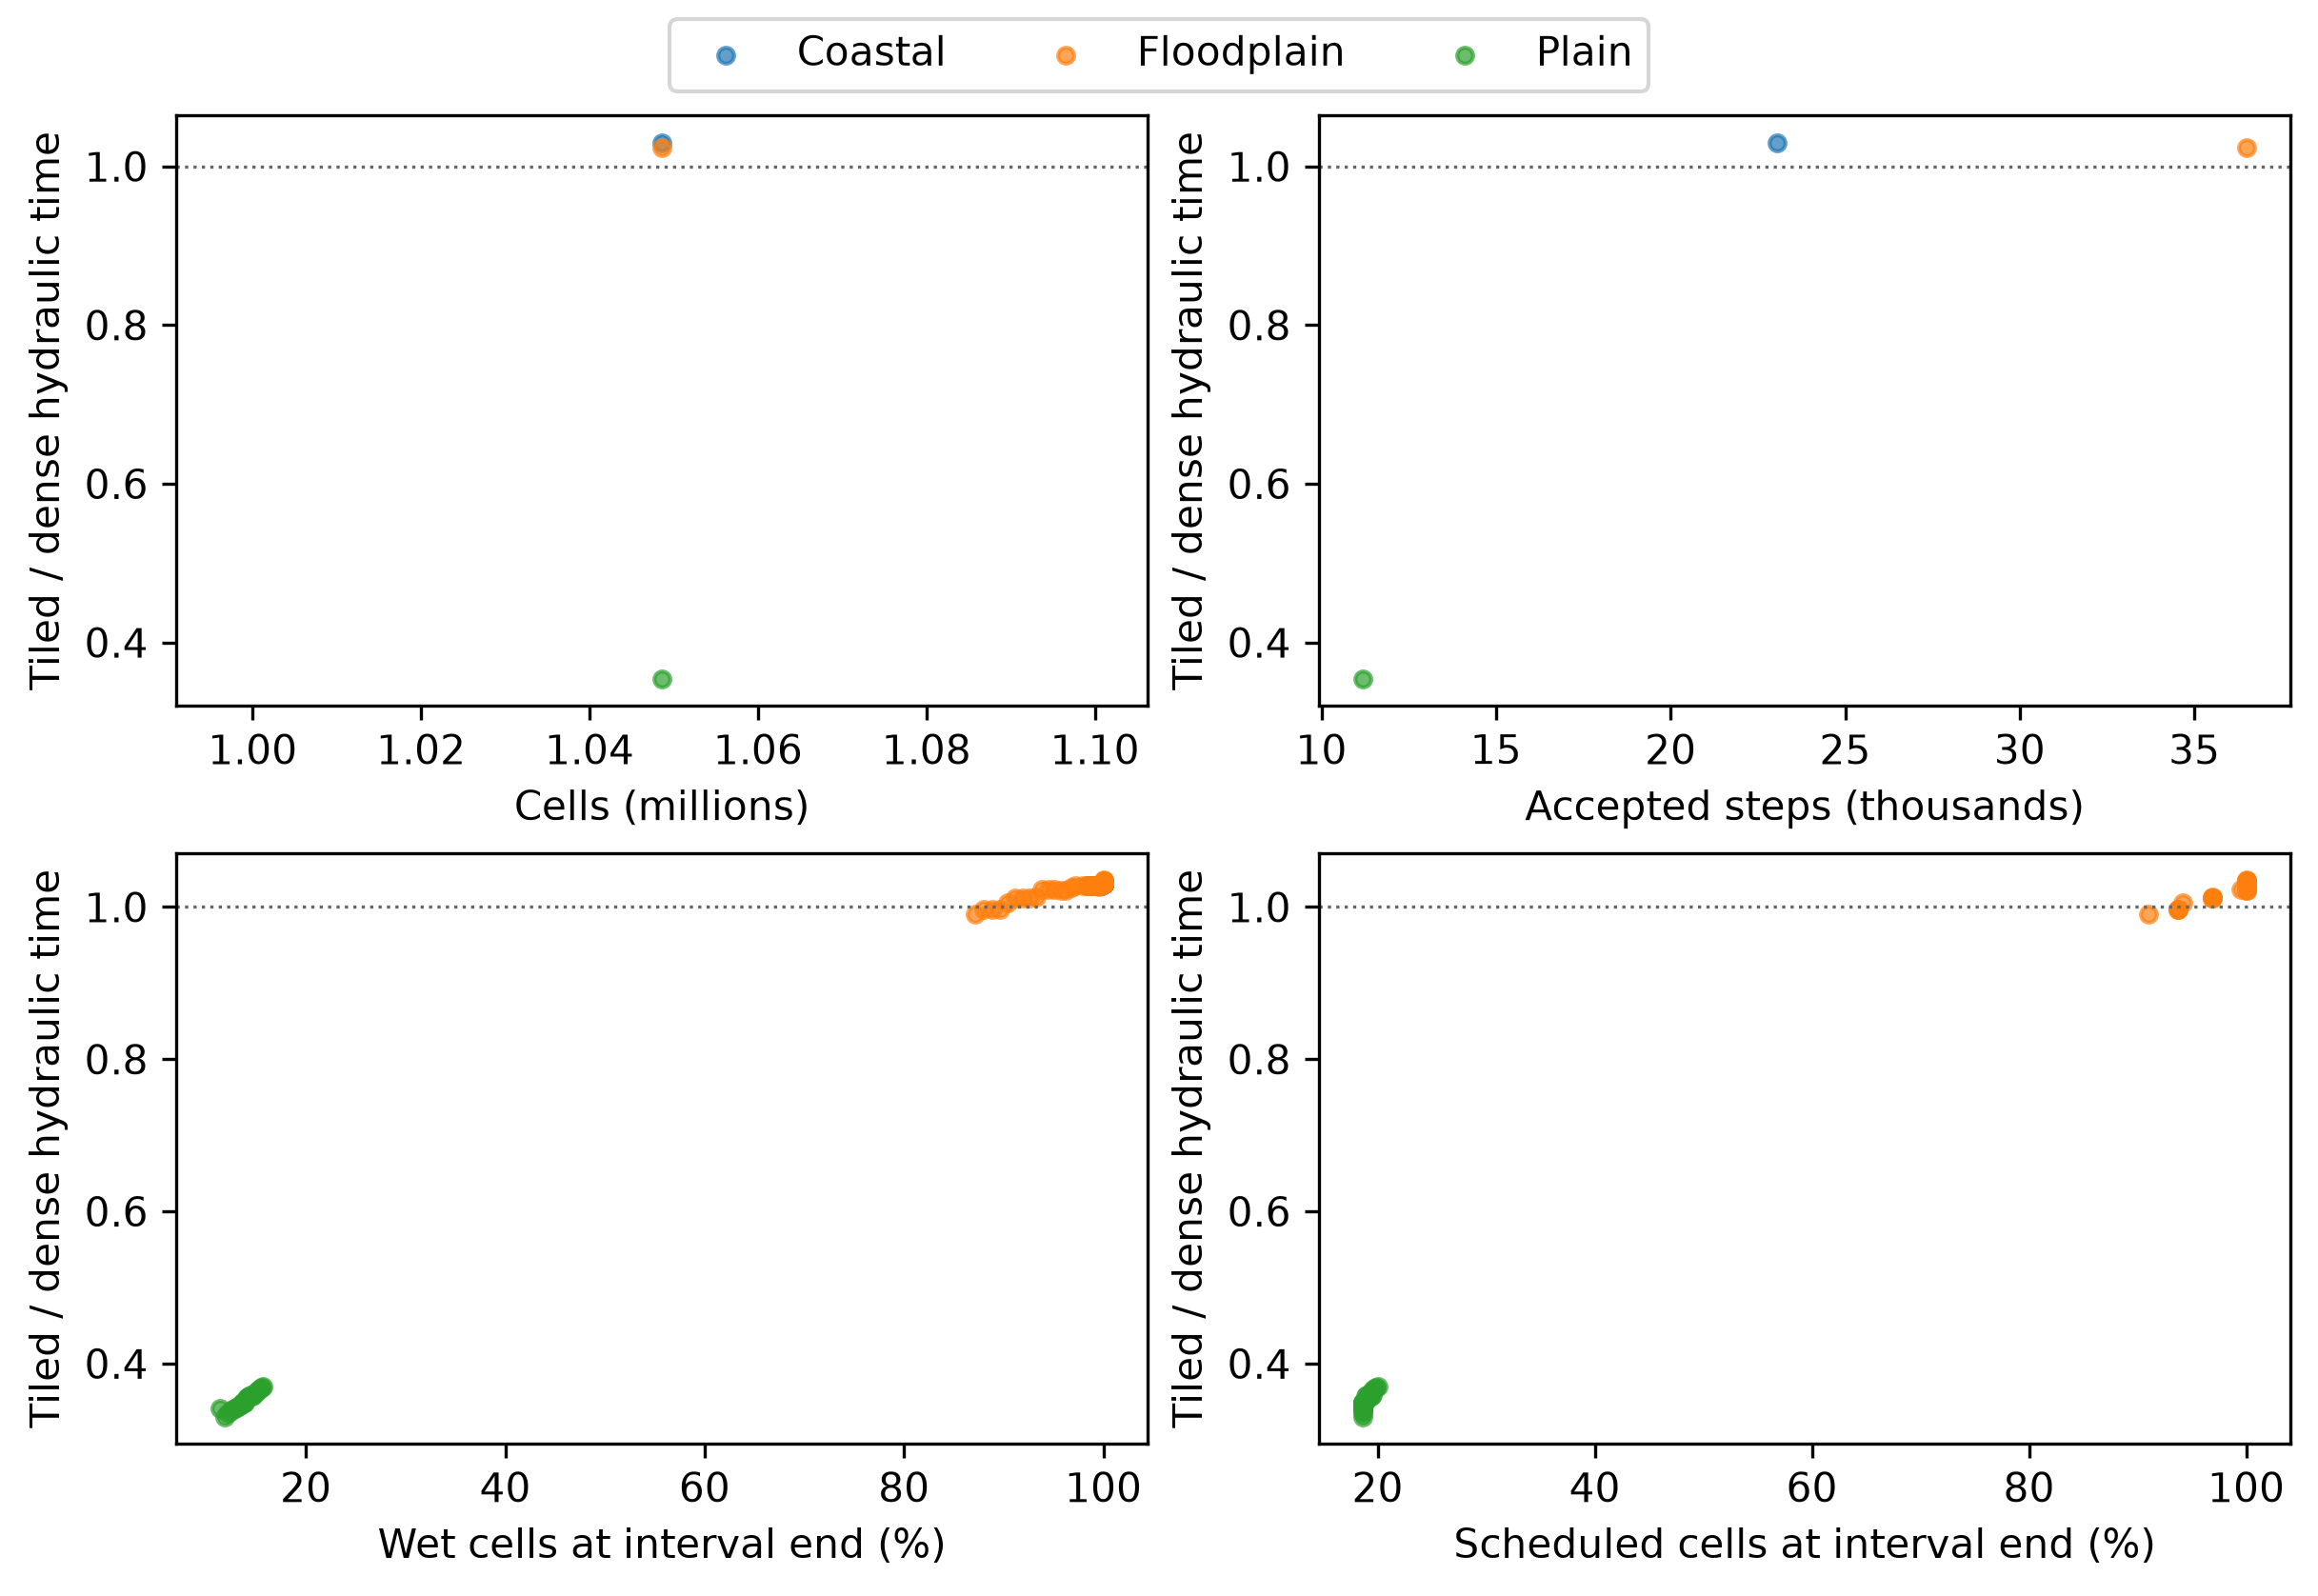 Coastal Floodplain Plain
Tiled / dense hydraulic time
1.0
0.8
0.6
0.4
1.00 1.02 1.04 1.06 1.08 1.10
Cells (millions)
Tiled / dense hydraulic time
1.0
0.8
0.6
0.4
10 15 20 25 30 35
Accepted steps (thousands)
Tiled / dense hydraulic time
1.0
0.8
0.6
0.4
20 40 60 80 100
Wet cells at interval end (%)
Tiled / dense hydraulic time
1.0
0.8
0.6
0.4
20 40 60 80 100
Scheduled cells at interval end (%)